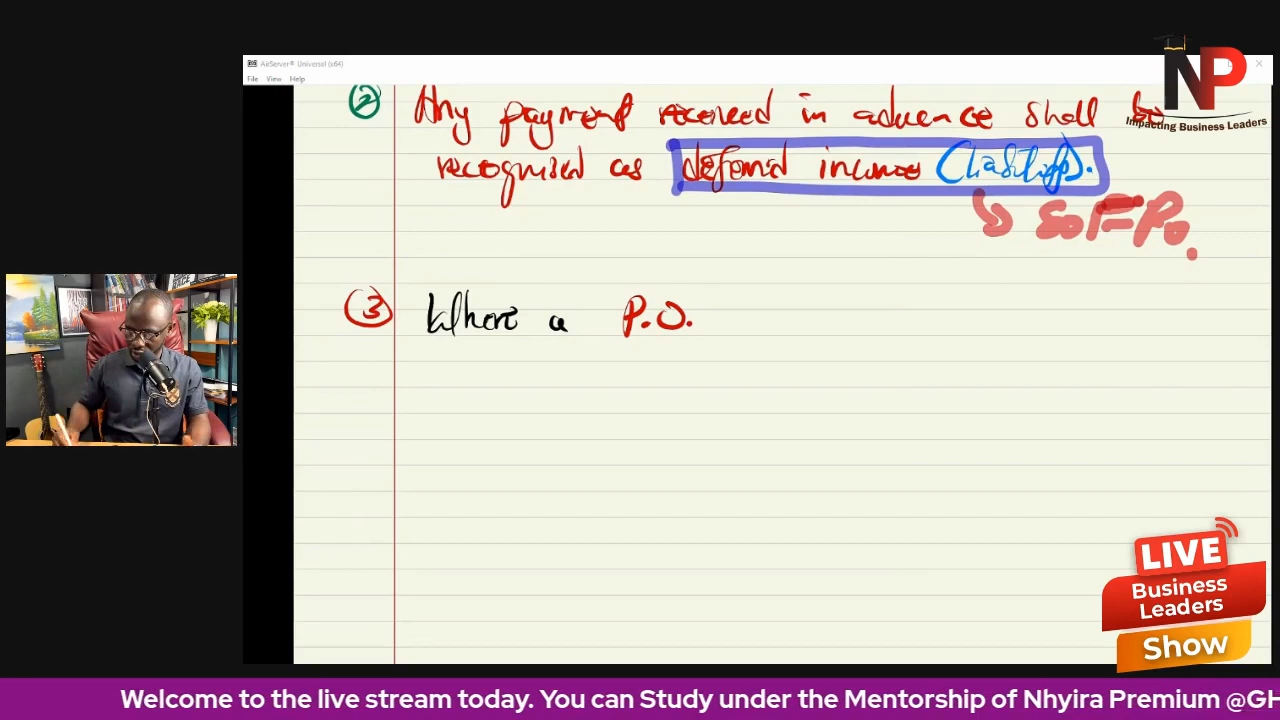 AirServer® Universal (x64)
File View Help
NP
Impacting Business Leaders
② Any payment received in advance shall be
recognised as deferred income (Liability).
↳ SOFPO.
③ Where a P.O.
LIVE
Business
Leaders
Show
Welcome to the live stream today. You can Study under the Mentorship of Nhyira Premium @GH